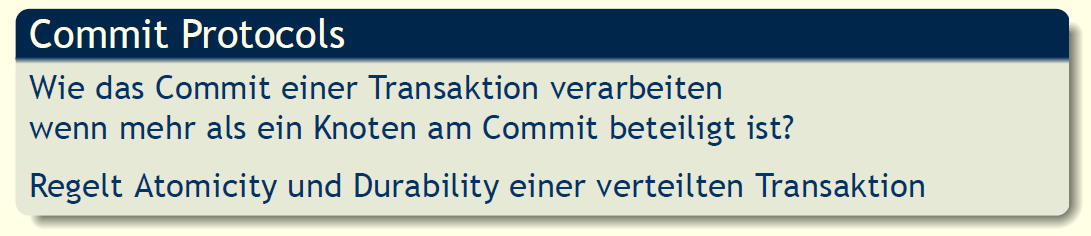 Commit Protocols
Wie das Commit einer Transaktion verarbeiten
wenn mehr als ein Knoten am Commit beteiligt ist?
Regelt Atomicity und Durability einer verteilten Transaktion